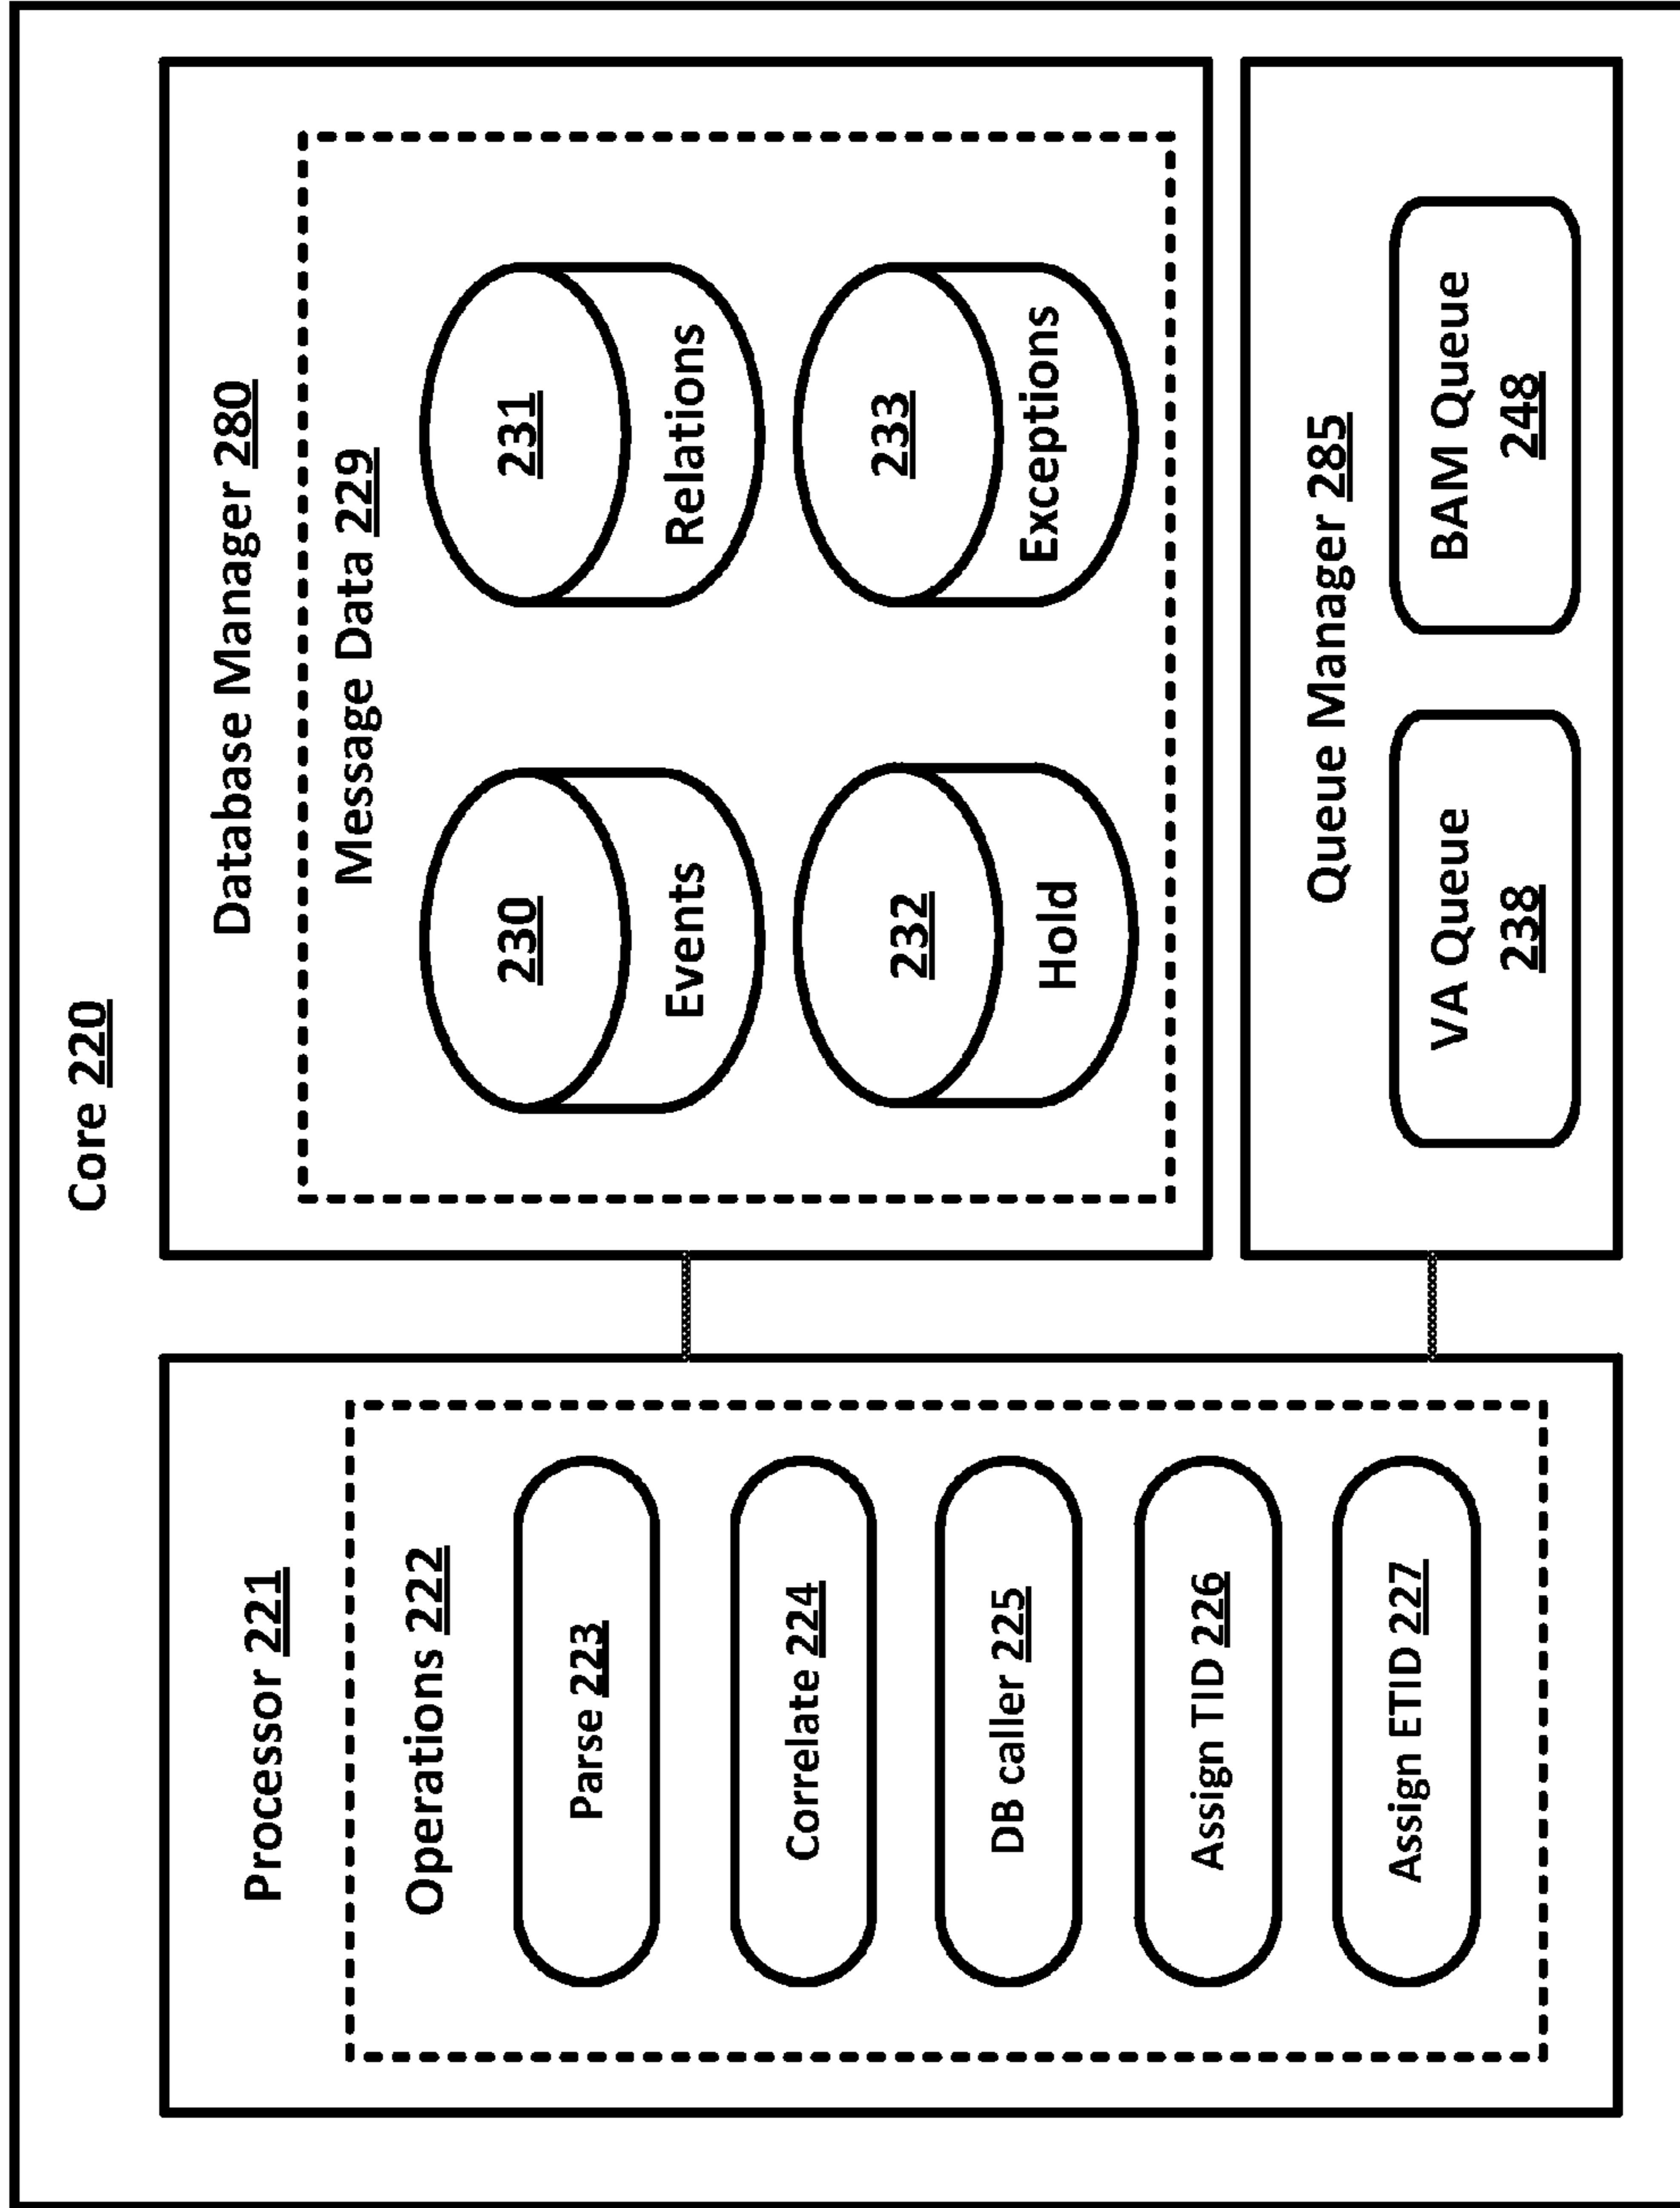 Core 220
Processor 221
Operations 222
Parse 223
Correlate 224
DB caller 225
Assign TID 226
Assign ETID 227
Database Manager 280
Message Data 229
230
Events
231
Relations
232
Hold
233
Exceptions
Queue Manager 285
VA Queue
238
BAM Queue
248